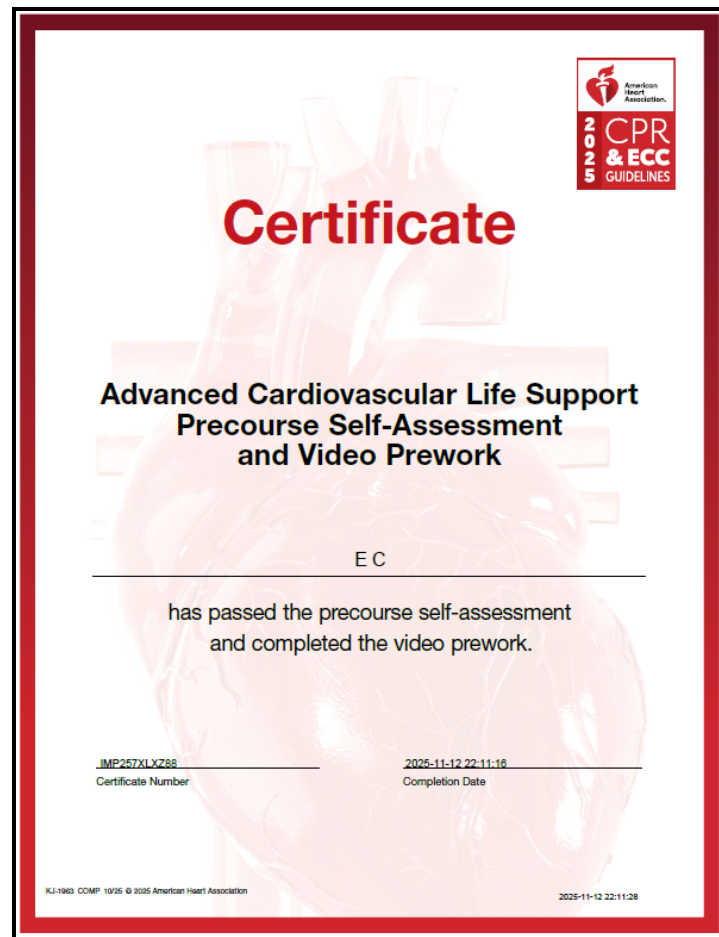 American
Heart
Association.
2025
CPR
& ECC
GUIDELINES
Certificate
Advanced Cardiovascular Life Support
Precourse Self-Assessment
and Video Prework
E C
has passed the precourse self-assessment
and completed the video prework.
IMP257XLXZ88
Certificate Number
2025-11-12 22:11:16
Completion Date
KJ-1963 COMP 10/25 © 2025 American Heart Association
2025-11-12 22:11:28